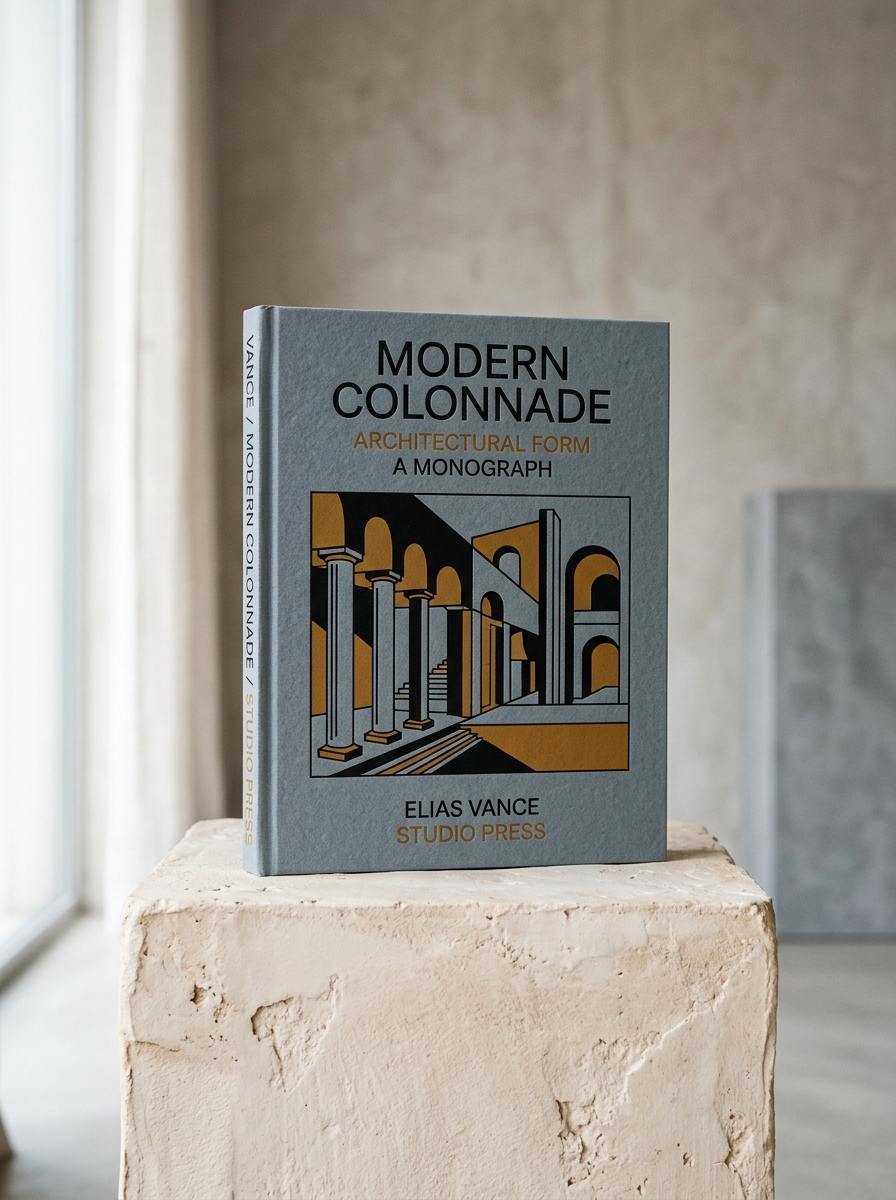 MODERN
COLONNADE
ARCHITECTURAL FORM
A MONOGRAPH
ELIAS VANCE
STUDIO PRESS
VANCE / MODERN COLONNADE / STUDIO PRESS